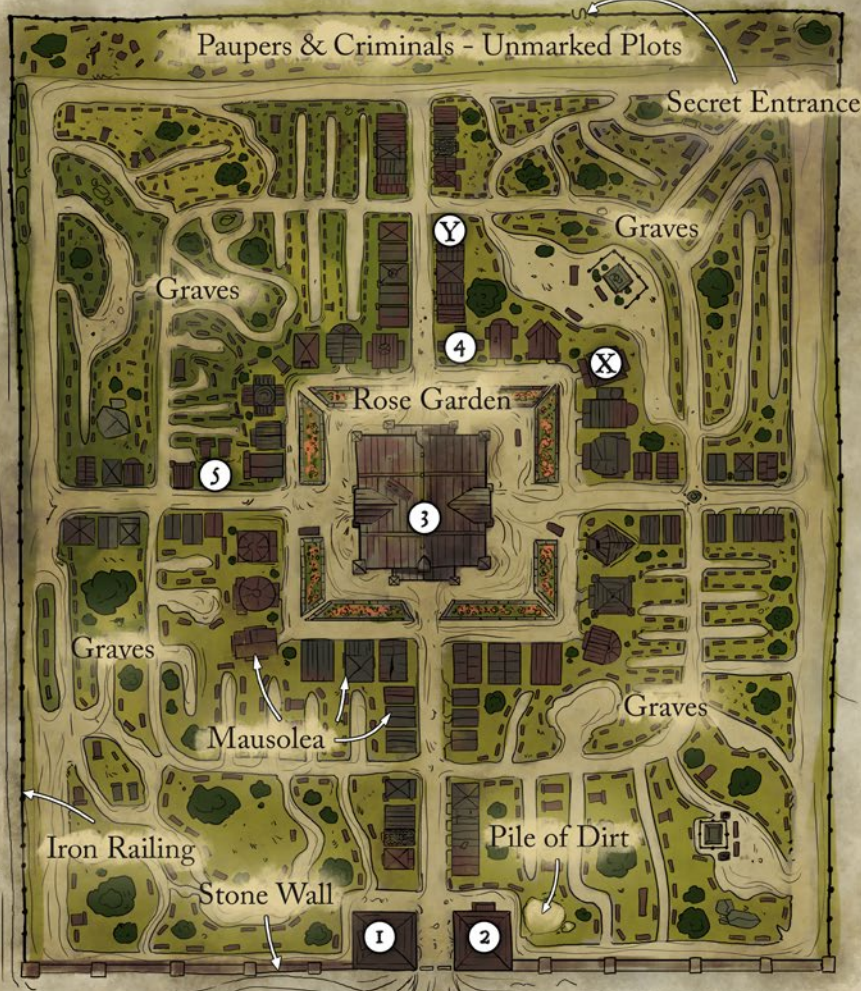 Paupers & Criminals - Unmarked Plots
Secret Entrance
Graves
Y
Graves
4
X
Rose Garden
5
3
Graves
Graves
Mausolea
Iron Railing
Pile of Dirt
Stone Wall
1
2